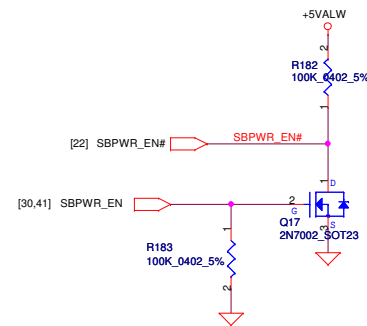 +5VALW
2
R182
100K_0402_5%
1
[22] SBPWR_EN#
SBPWR_EN#
1
D
[30,41] SBPWR_EN
2
G
Q17
S
3
2N7002_SOT23
1
R183
100K_0402_5%
2